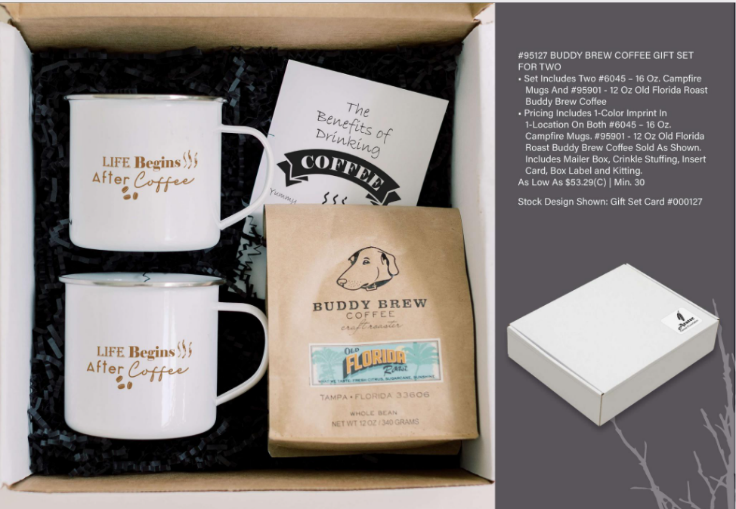 The
Benefits of
Drinking
COFFEE
Yummy!
LIFE Begins
After Coffee
LIFE Begins
After Coffee
BUDDY BREW
COFFEE
craft roaster
OLD
FLORIDA
Roast
TAMPA • FLORIDA 33606
WHOLE BEAN
NET WT 12 OZ / 340 GRAMS
#95127 BUDDY BREW COFFEE GIFT SET
FOR TWO
• Set Includes Two #6045 – 16 Oz. Campfire
Mugs And #95901 - 12 Oz Old Florida Roast
Buddy Brew Coffee
• Pricing Includes 1-Color Imprint In
1-Location On Both #6045 – 16 Oz.
Campfire Mugs. #95901 - 12 Oz Old Florida
Roast Buddy Brew Coffee Sold As Shown.
Includes Mailer Box, Crinkle Stuffing, Insert
Card, Box Label and Kitting.
As Low As $53.29(C) | Min. 30
Stock Design Shown: Gift Set Card #000127